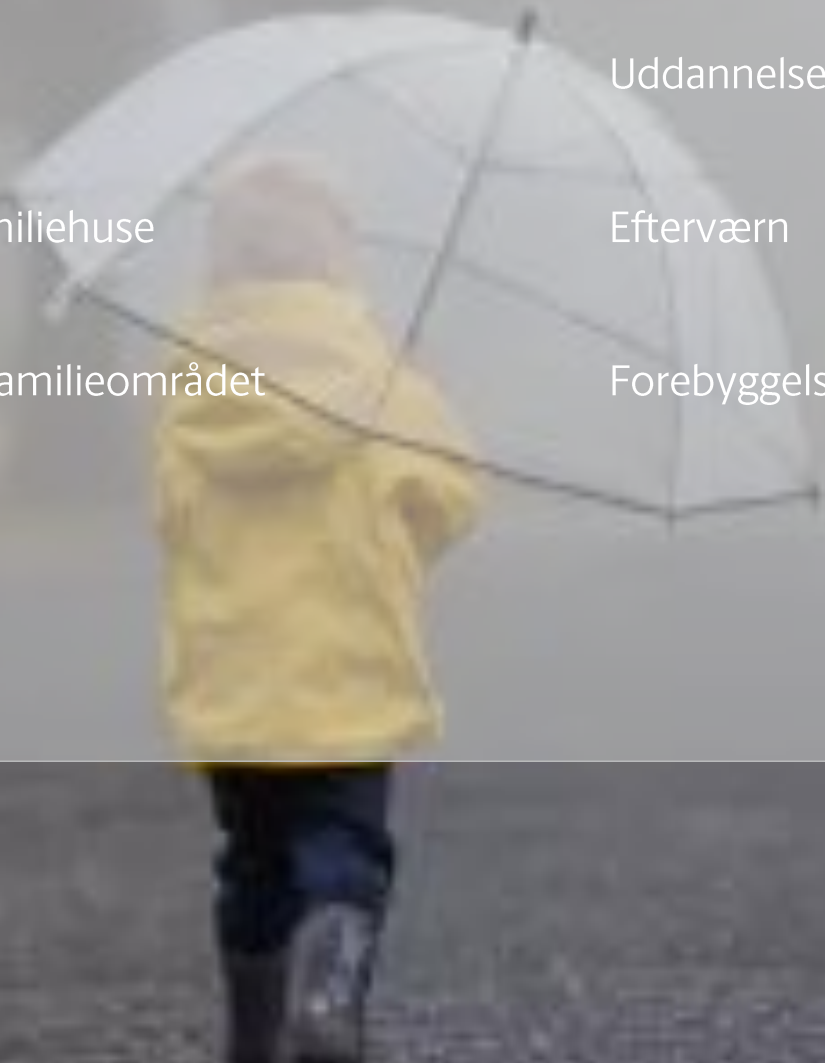 Uddannelse
miliehuse
Efterværn
amilieområdet
Forebyggels